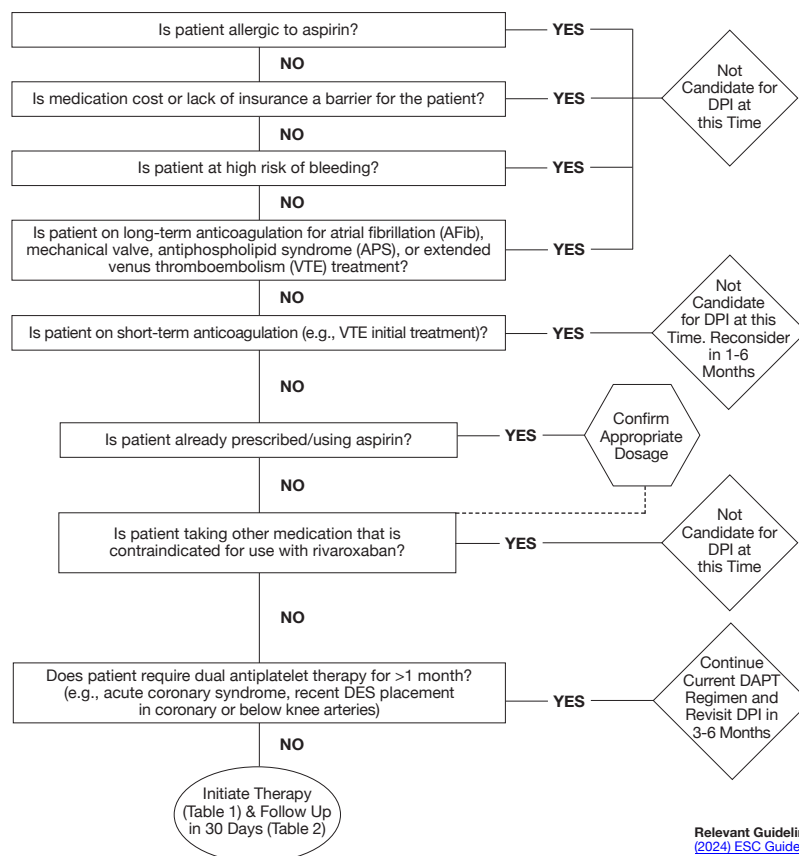 Is patient allergic to aspirin?
YES
NO
Not
Candidate for
DPI at
this Time
Is medication cost or lack of insurance a barrier for the patient?
YES
NO
Is patient at high risk of bleeding?
YES
NO
Is patient on long-term anticoagulation for atrial fibrillation (AFib),
mechanical valve, antiphospholipid syndrome (APS), or extended
venus thromboembolism (VTE) treatment?
YES
NO
Is patient on short-term anticoagulation (e.g., VTE initial treatment)?
YES
Not
Candidate
for DPI at this
Time. Reconsider
in 1-6
Months
NO
Is patient already prescribed/using aspirin?
YES
Confirm
Appropriate
Dosage
NO
Is patient taking other medication that is
contraindicated for use with rivaroxaban?
YES
Not
Candidate for
DPI at
this Time
NO
Does patient require dual antiplatelet therapy for >1 month?
(e.g., acute coronary syndrome, recent DES placement
in coronary or below knee arteries)
YES
Continue
Current DAPT
Regimen and
Revisit DPI in
3-6 Months
NO
Initiate Therapy
(Table 1) & Follow Up
in 30 Days (Table 2)
Relevant
(2024) ESC